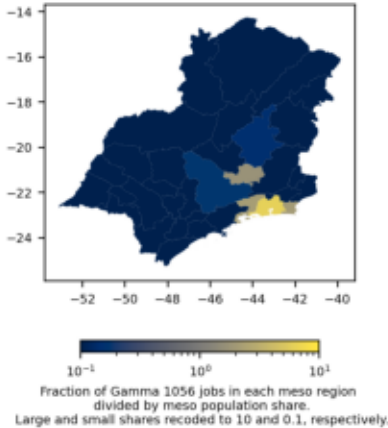 −14
−16
−18
−20
−22
−24
−52 −50 −48 −46 −44 −42 −40
10⁻¹ 10⁰ 10¹
Fraction of Gamma 1056 jobs in each meso region
divided by meso population share.
Large and small shares recoded to 10 and 0.1, respectively.